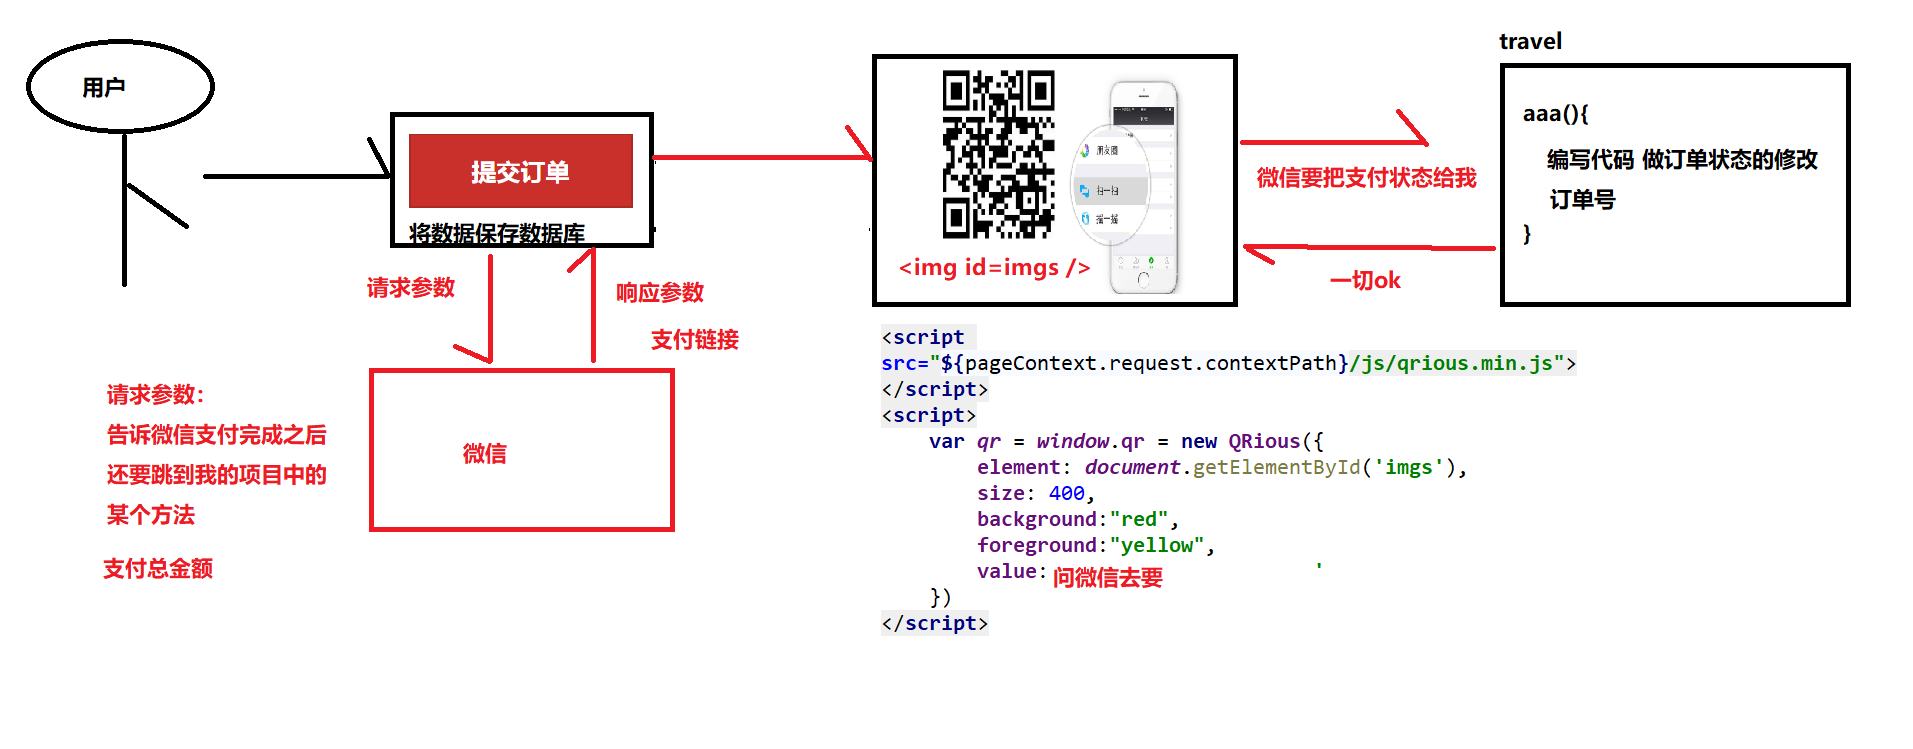 用户
提交订单
将数据保存数据库
请求参数
响应参数
支付链接
微信
请求参数：
告诉微信支付完成之后
还要跳到我的项目中的
某个方法
支付总金额
朋友圈
扫一扫
摇一摇
<img id=imgs />
<script
src="${pageContext.request.contextPath}/js/qrious.min.js">
</script>
<script>
var qr = window.qr = new QRious({
element: document.getElementById('imgs'),
size: 400,
background:"red",
foreground:"yellow",
value: 问微信去要 '
})
</script>
微信要把支付状态给我
一切ok
travel
aaa(){
编写代码 做订单状态的修改
订单号
}